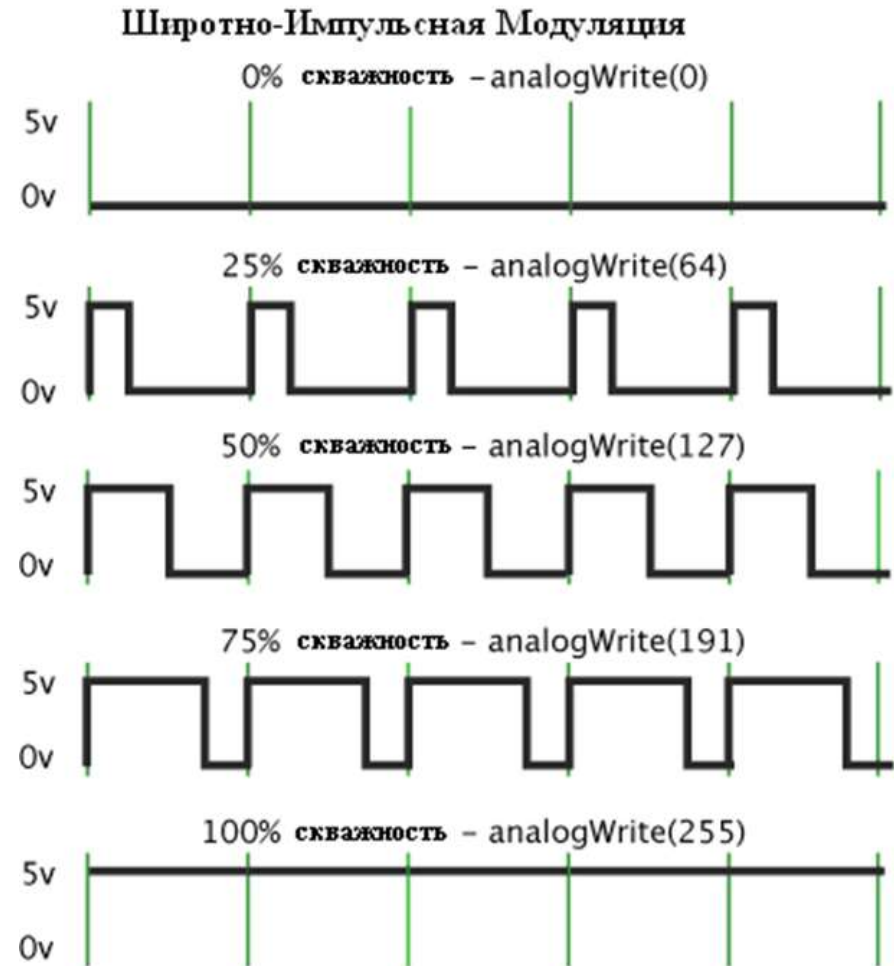 Широтно-Импульсная Модуляция
0% скважность – analogWrite(0)
5v
0v
25% скважность – analogWrite(64)
5v
0v
50% скважность – analogWrite(127)
5v
0v
75% скважность – analogWrite(191)
5v
0v
100% скважность – analogWrite(255)
5v
0v